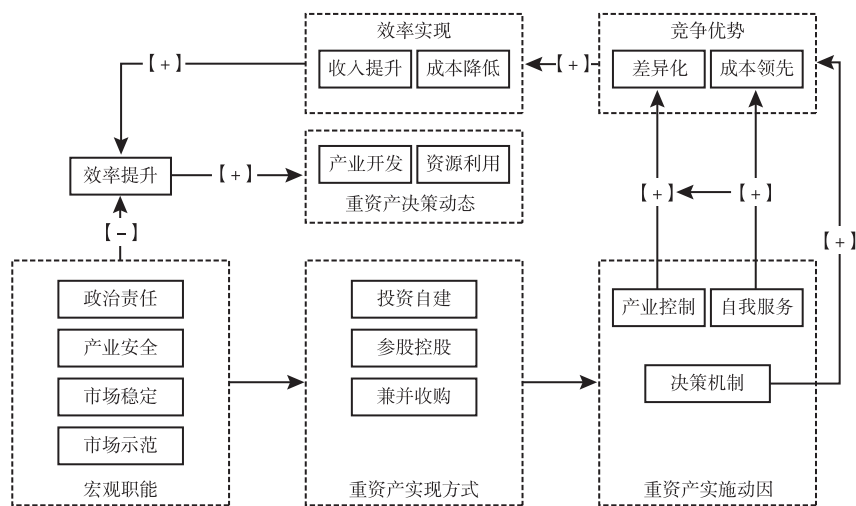 效率实现
收入提升
成本降低
竞争优势
差异化
成本领先
【+】
【+】
效率提升
【+】
产业开发
资源利用
重资产决策动态
【-】
【+】
【+】
【+】
政治责任
产业安全
市场稳定
市场示范
宏观职能
投资自建
参股控股
兼并收购
重资产实现方式
产业控制
自我服务
决策机制
重资产实施动因